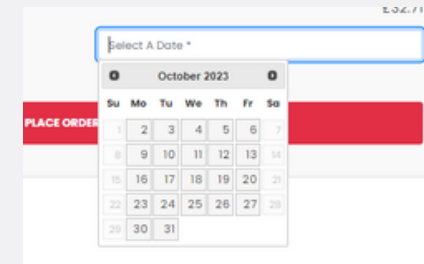 £32.71
Select A Date *
October 2023
Su Mo Tu We Th Fr Sa
1 2 3 4 5 6 7
PLACE ORDER
8 9 10 11 12 13 14
15 16 17 18 19 20 21
22 23 24 25 26 27 28
29 30 31